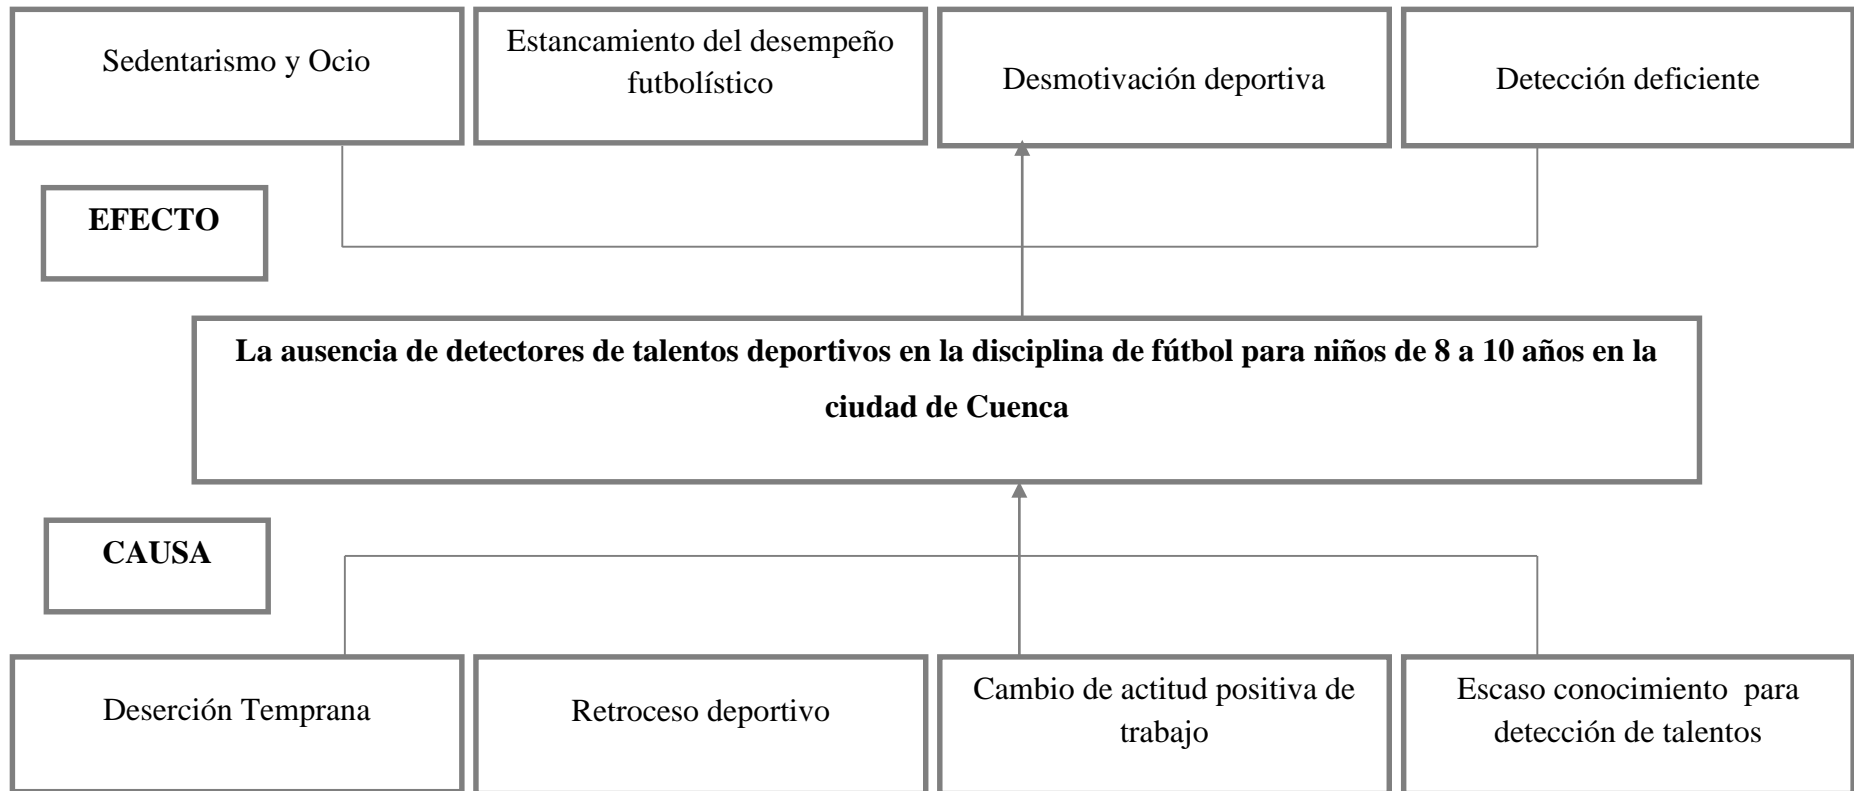 Sedentarismo y Ocio
Estancamiento del desempeño
futbolístico
Desmotivación deportiva
Detección deficiente
EFECTO
La ausencia de detectores de talentos deportivos en la disciplina de fútbol para niños de 8 a 10 años en la
ciudad de Cuenca
CAUSA
Deserción Temprana
Retroceso deportivo
Cambio de actitud positiva de
trabajo
Escaso conocimiento para
detección de talentos